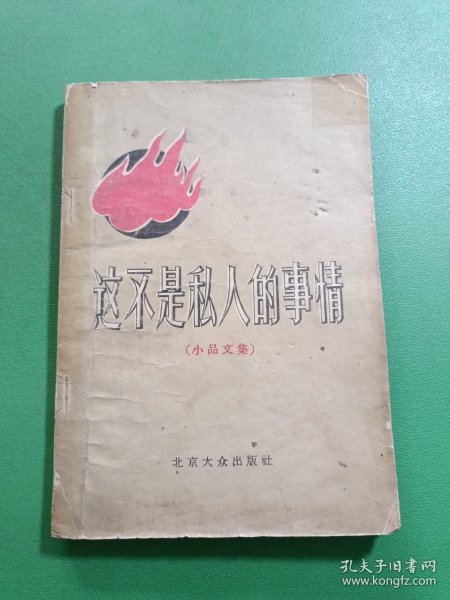 这不是私人的事情
(小品文集)
北京大众出版社
孔夫子旧书网
www.kongfz.com